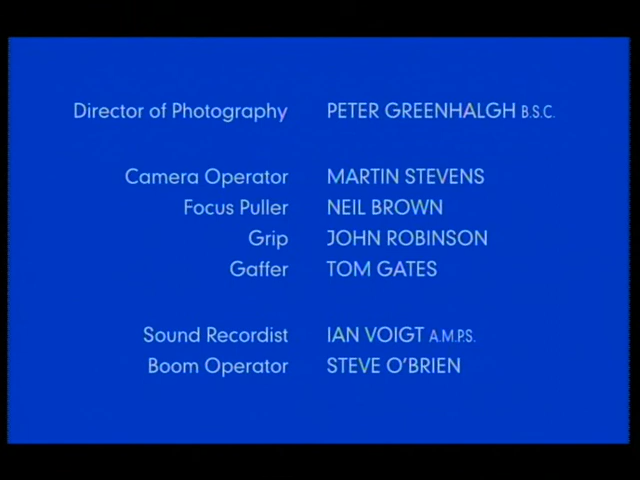 Director of Photography PETER GREENHALGH B.S.C.
Camera Operator MARTIN STEVENS
Focus Puller NEIL BROWN
Grip JOHN ROBINSON
Gaffer TOM GATES
Sound Recordist IAN VOIGT A.M.P.S.
Boom Operator STEVE O'BRIEN